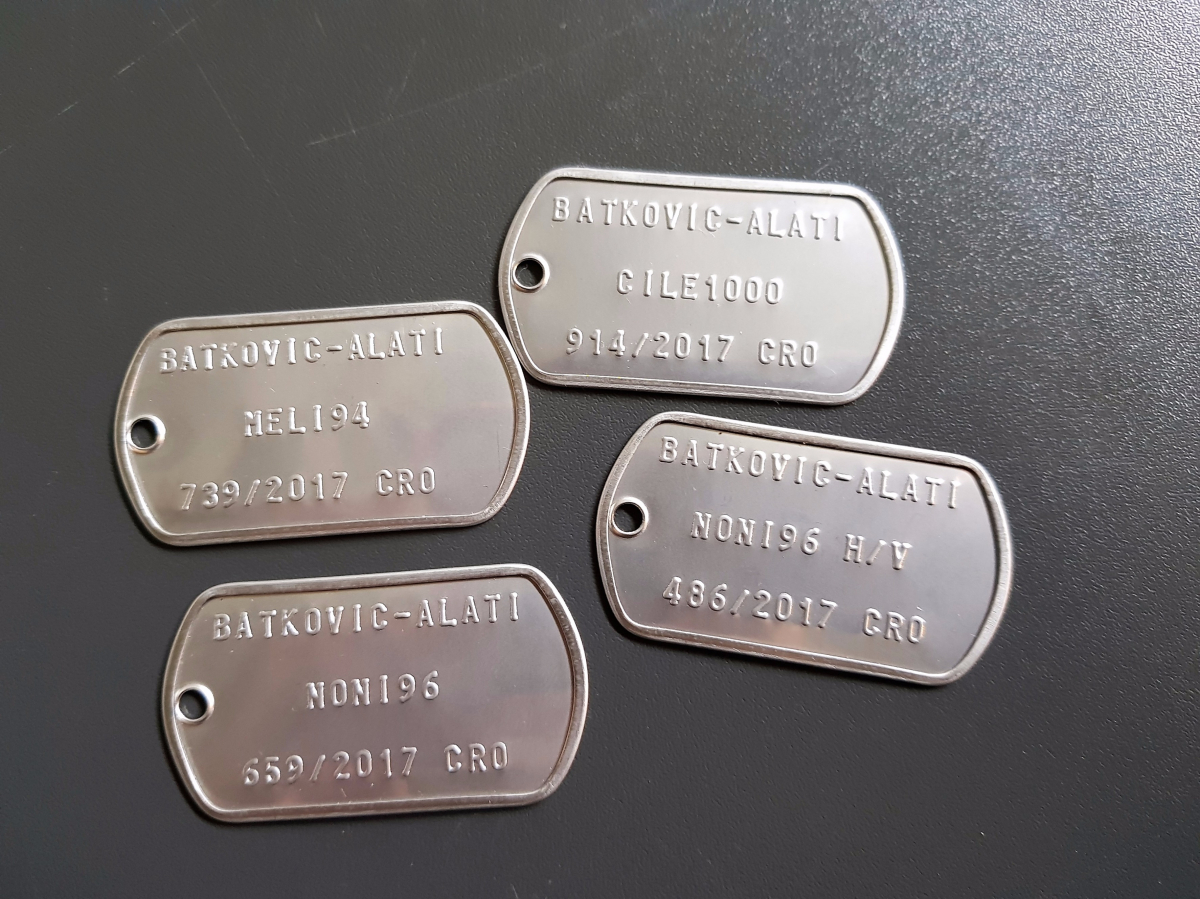 BATKOVIC-ALATI
CILE1000
914/2017 CRO
BATKOVIC-ALATI
MELI94
739/2017 CRO
BATKOVIC-ALATI
NONI96 H/V
486/2017 CRO
BATKOVIC-ALATI
NONI96
659/2017 CRO